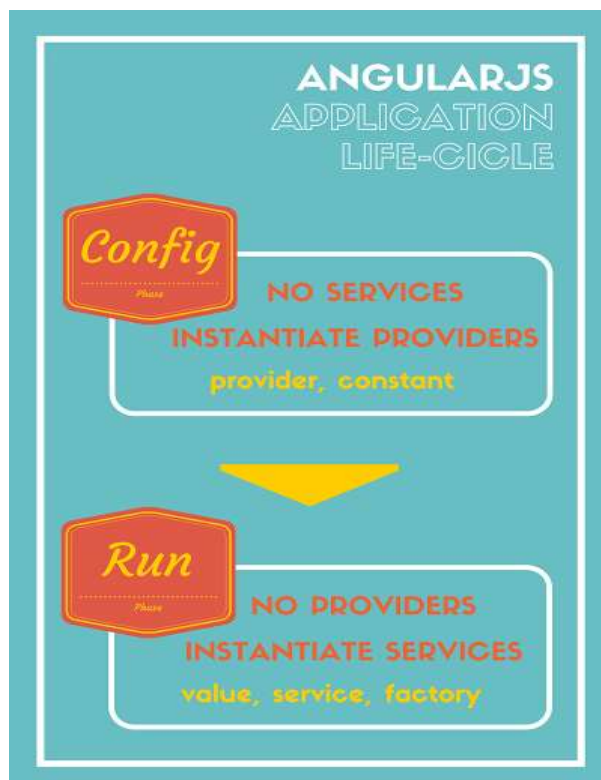 ANGULARJS
APPLICATION
LIFE-CICLE
Config
Phase
NO SERVICES
INSTANTIATE PROVIDERS
provider, constant
Run
Phase
NO PROVIDERS
INSTANTIATE SERVICES
value, service, factory